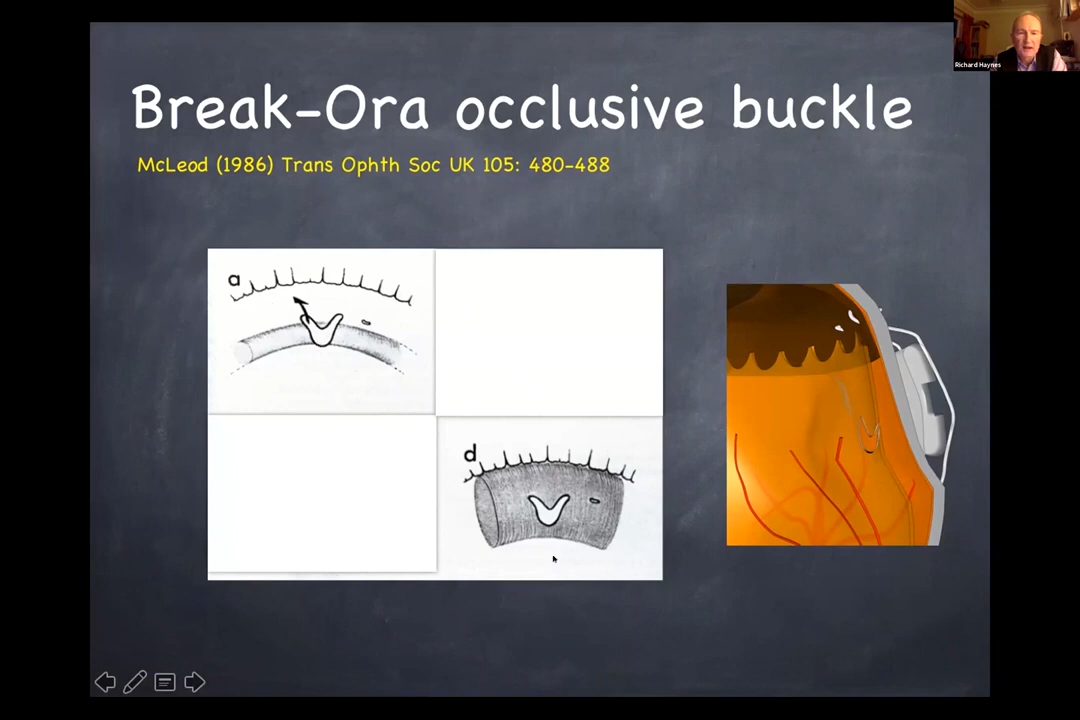 Richard Haynes
Break-Ora occlusive buckle
McLeod (1986) Trans Ophth Soc UK 105: 480-488
a
d